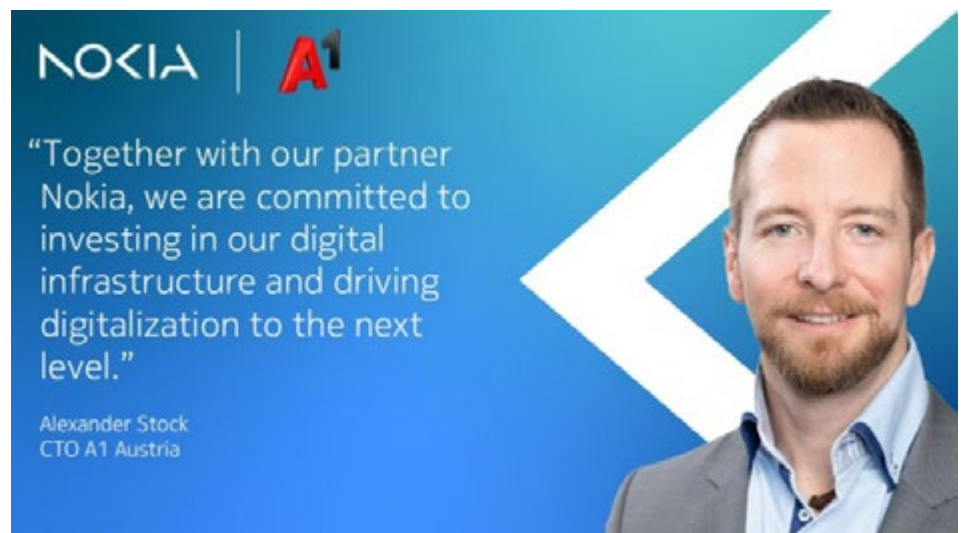 NOKIA
A1
“Together with our partner
Nokia, we are committed to
investing in our digital
infrastructure and driving
digitalization to the next
level.”
Alexander Stock
CTO A1 Austria